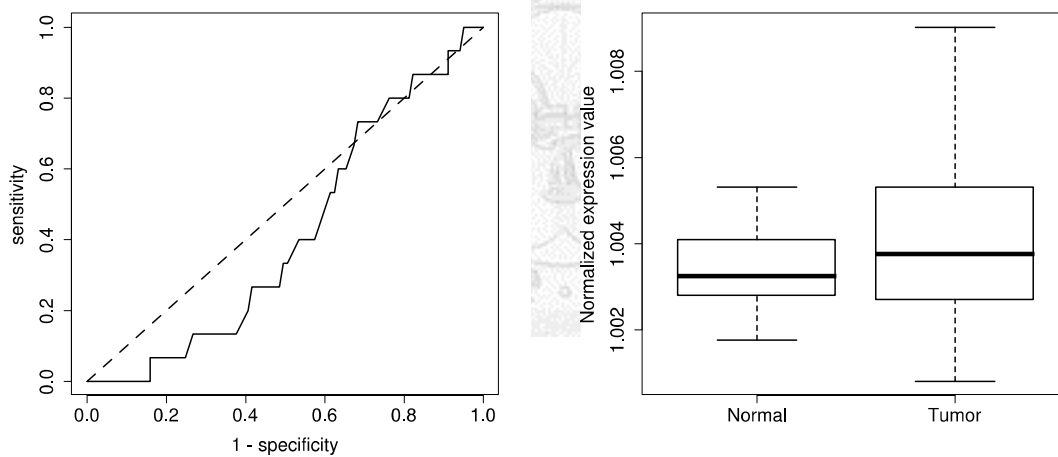 sensitivity
1.0
0.8
0.6
0.4
0.2
0.0
0.0 0.2 0.4 0.6 0.8 1.0
1 - specificity
Normalized expression value
1.008
1.006
1.004
1.002
Normal Tumor